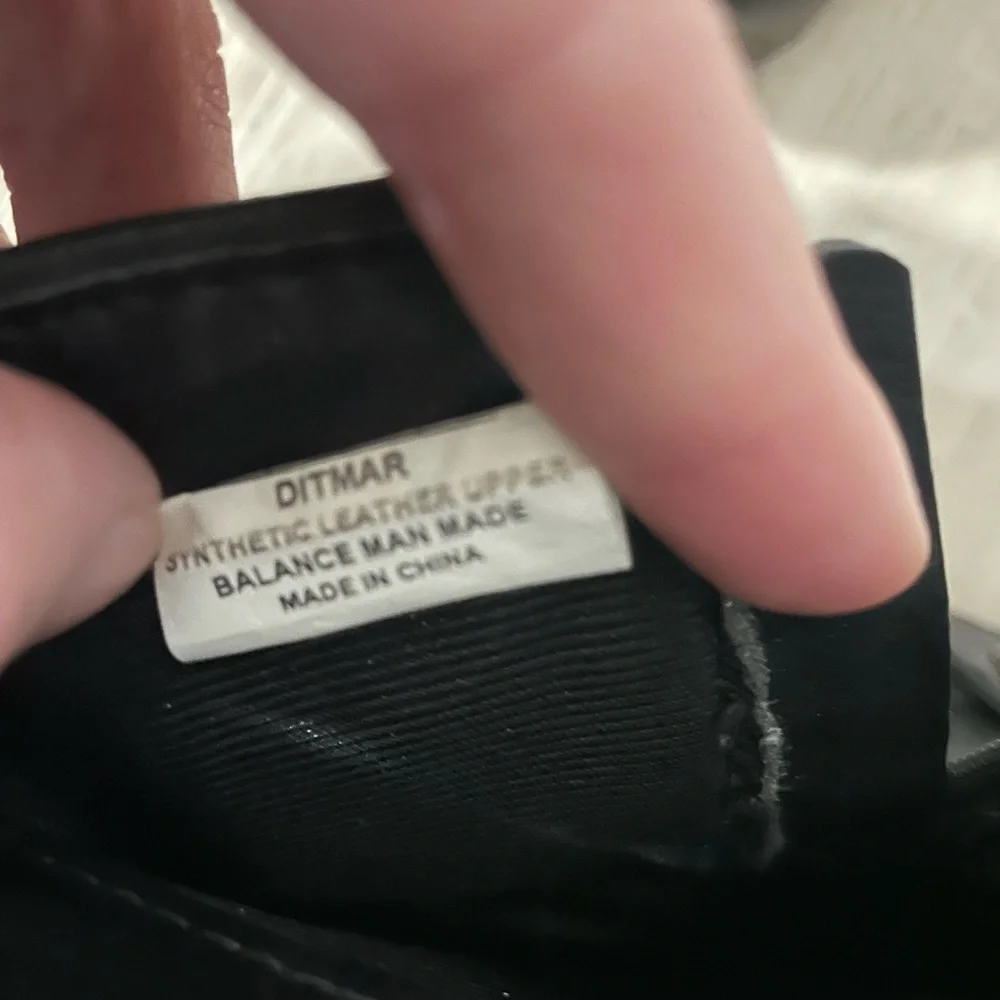 DITMAR
SYNTHETIC LEATHER UPPER
BALANCE MAN MADE
MADE IN CHINA